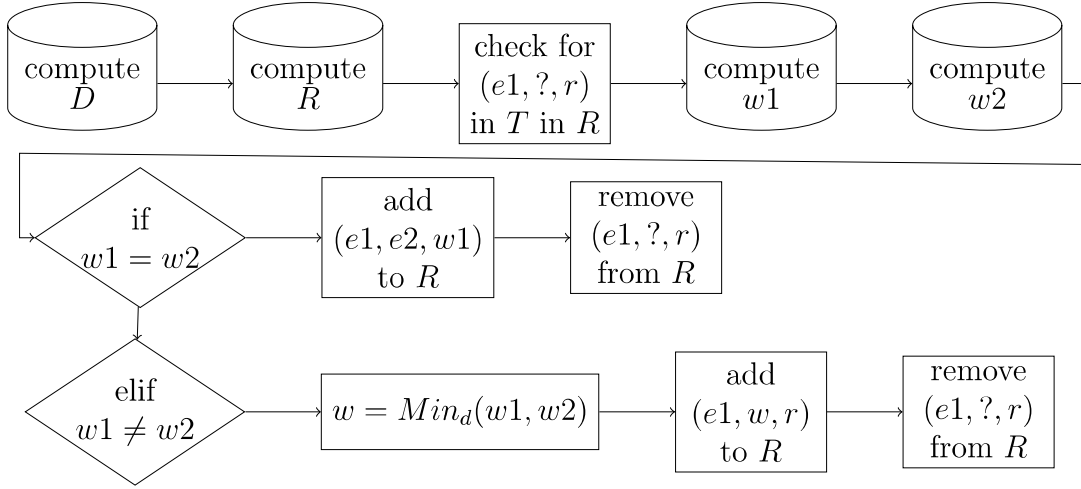 compute
D
compute
R
check for
(e1, ?, r)
in T in R
compute
w1
compute
w2
if
w1 = w2
add
(e1, e2, w1)
to R
remove
(e1, ?, r)
from R
elif
w1 ≠ w2
w = Min_d(w1, w2)
add
(e1, w, r)
to R
remove
(e1, ?, r)
from R